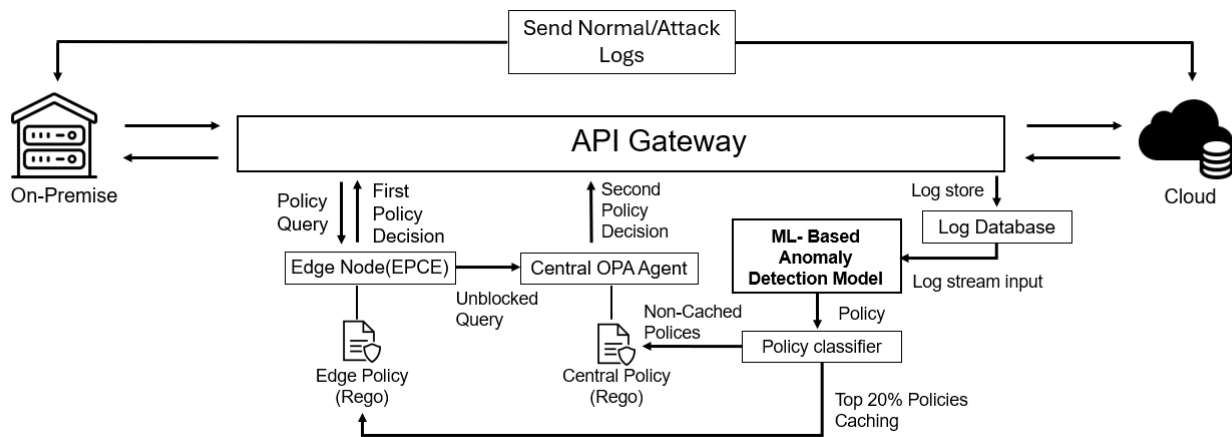 Send Normal/Attack
Logs
API Gateway
On-Premise
Cloud
Policy
Query
First
Policy
Decision
Second
Policy
Decision
Log store
Log Database
ML- Based
Anomaly
Detection Model
Log stream input
Edge Node(EPCE)
Unblocked
Query
Central OPA Agent
Non-Cached
Polices
Policy
Policy classifier
Edge Policy
(Rego)
Central Policy
(Rego)
Top 20% Policies
Caching